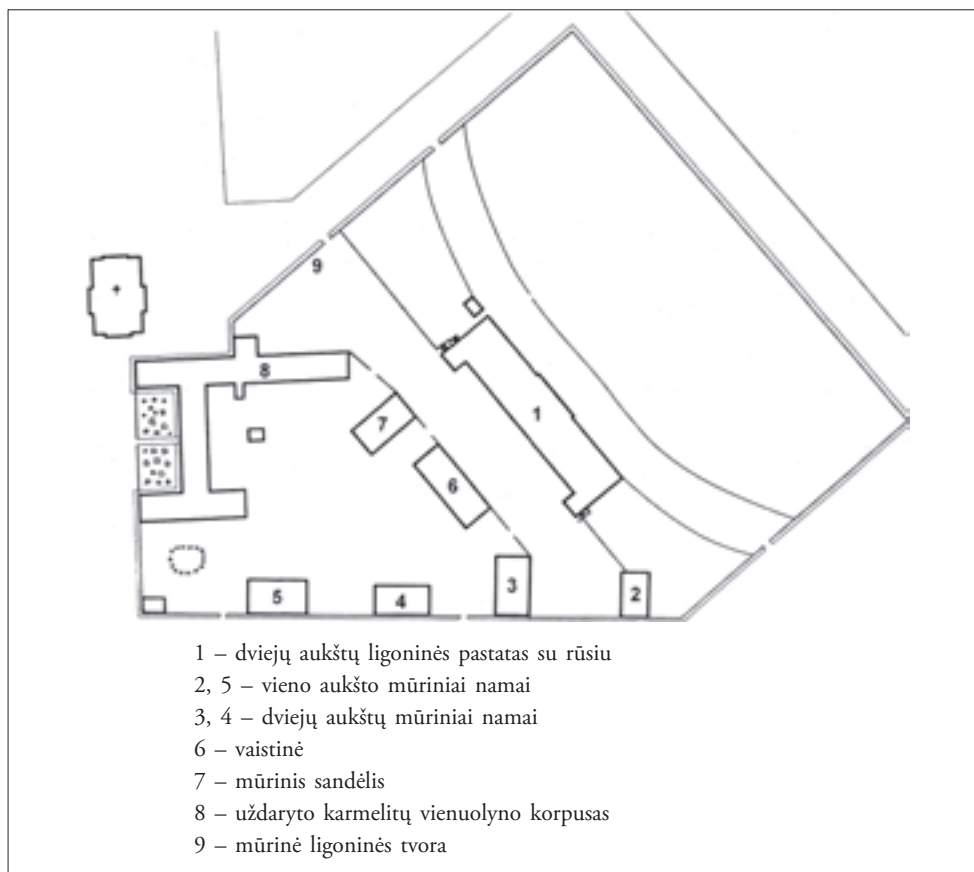 9
8
7
1
6
3
2
5
4
1 – dviejų aukštų ligoninės pastatas su rūsiu
2, 5 – vieno aukšto mūriniai namai
3, 4 – dviejų aukštų mūriniai namai
6 – vaistinė
7 – mūrinis sandėlis
8 – uždaryto karmelitų vienuolyno korpusas
9 – mūrinė ligoninės tvora